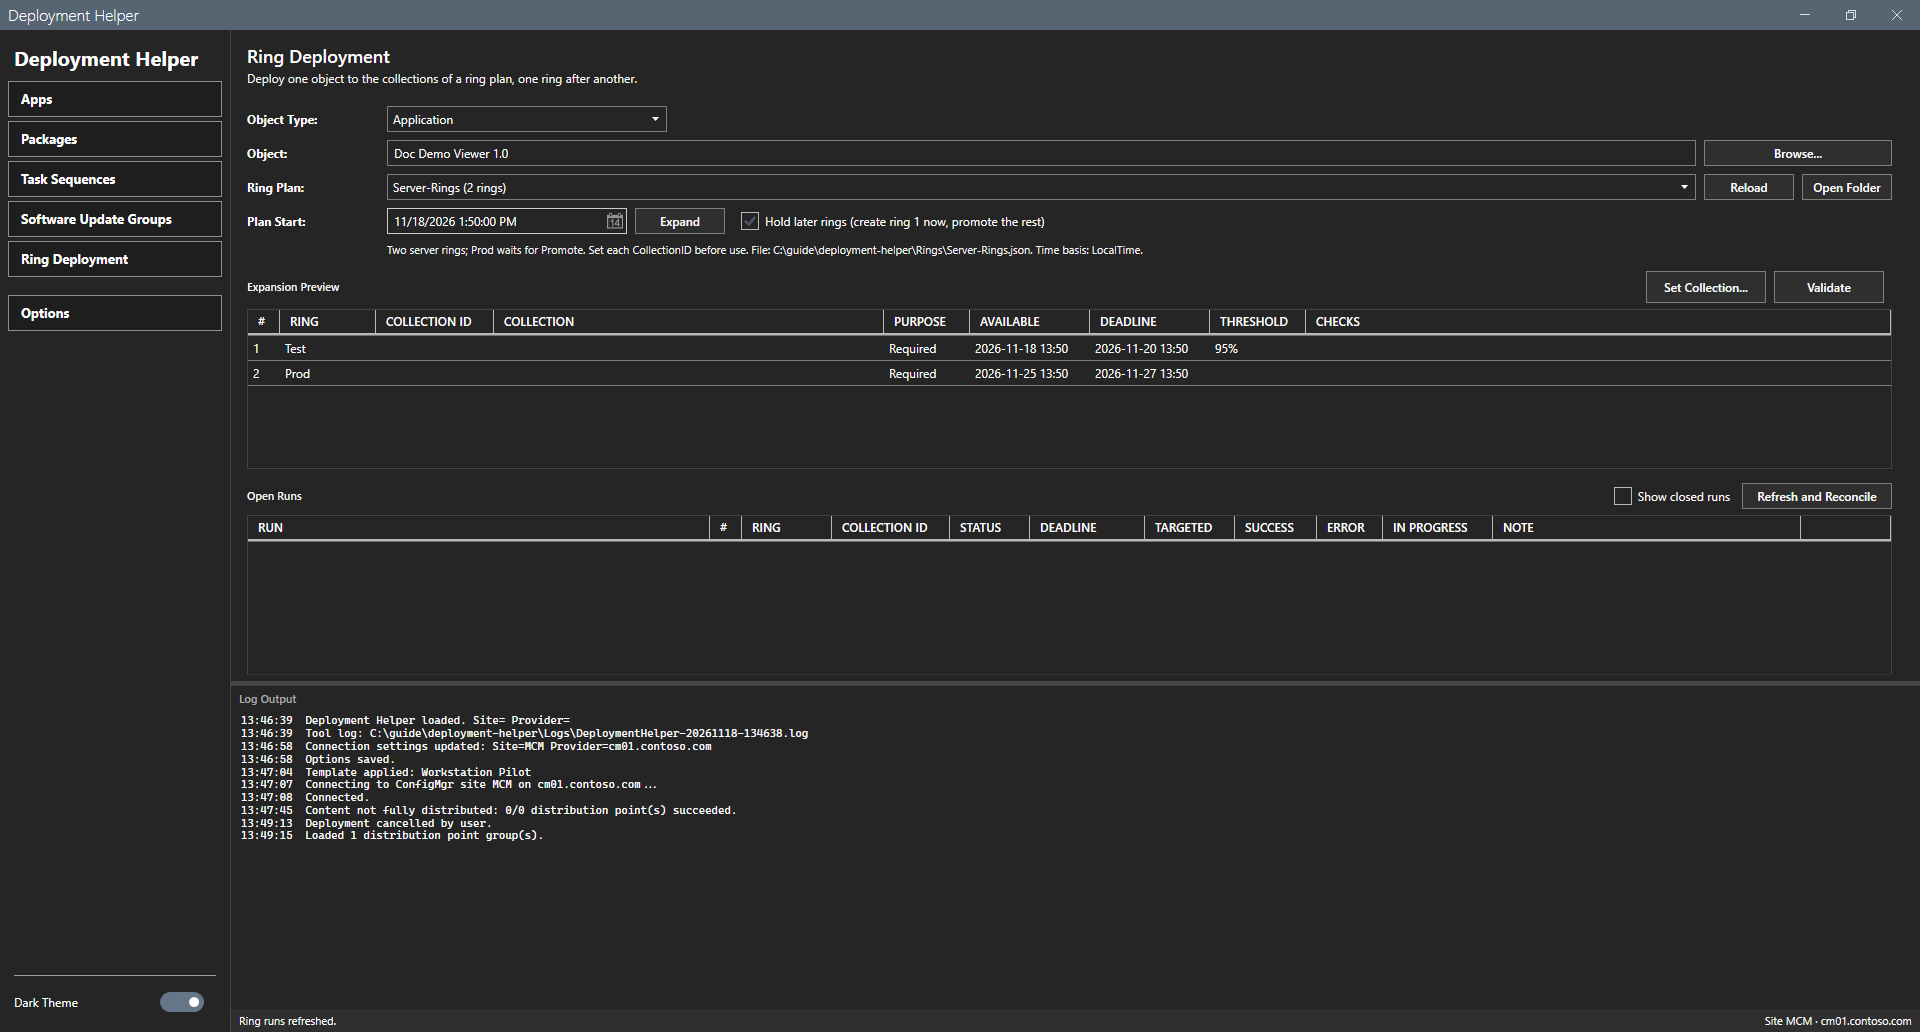 Deployment Helper
Deployment Helper
Apps
Packages
Task Sequences
Software Update Groups
Ring Deployment
Options
Dark Theme
Ring Deployment
Deploy one object to the collections of a ring plan, one ring after another.
Object Type: Application
Object: Doc Demo Viewer 1.0 Browse...
Ring Plan: Server-Rings (2 rings) Reload Open Folder
Plan Start: 11/18/2026 1:50:00 PM 14 Expand Hold later rings (create ring 1 now, promote the rest)
Two server rings; Prod waits for Promote. Set each CollectionID before use. File: C:\guide\deployment-helper\Rings\Server-Rings.json. Time basis: LocalTime.
Expansion Preview Set Collection... Validate
# RING COLLECTION ID COLLECTION PURPOSE AVAILABLE DEADLINE THRESHOLD CHECKS
1 Test Required 2026-11-18 13:50 2026-11-20 13:50 95%
2 Prod Required 2026-11-25 13:50 2026-11-27 13:50
Open Runs Show closed runs Refresh and Reconcile
RUN # RING COLLECTION ID STATUS DEADLINE TARGETED SUCCESS ERROR IN PROGRESS NOTE
Log Output
13:46:39 Deployment Helper loaded. Site= Provider=
13:46:39 Tool log: C:\guide\deployment-helper\Logs\DeploymentHelper-20261118-134638.log
13:46:58 Connection settings updated: Site=MCM Provider=cm01.contoso.com
13:46:58 Options saved.
13:47:04 Template applied: Workstation Pilot
13:47:07 Connecting to ConfigMgr site MCM on cm01.contoso.com ...
13:47:08 Connected.
13:47:45 Content not fully distributed: 0/0 distribution point(s) succeeded.
13:49:13 Deployment cancelled by user.
13:49:15 Loaded 1 distribution point group(s).
Ring runs refreshed. Site MCM · cm01.contoso.com